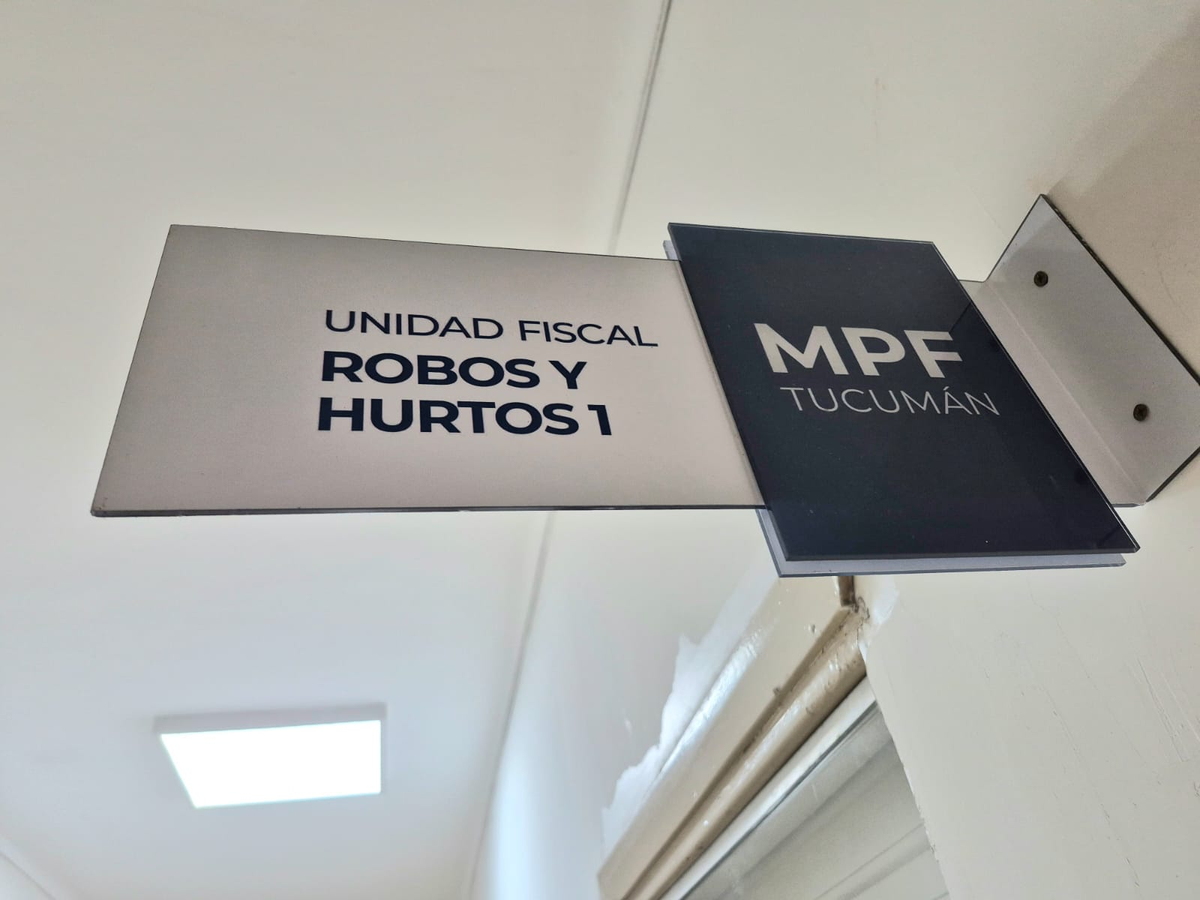 UNIDAD FISCAL
ROBOS Y
HURTOS 1
MPF
TUCUMÁN